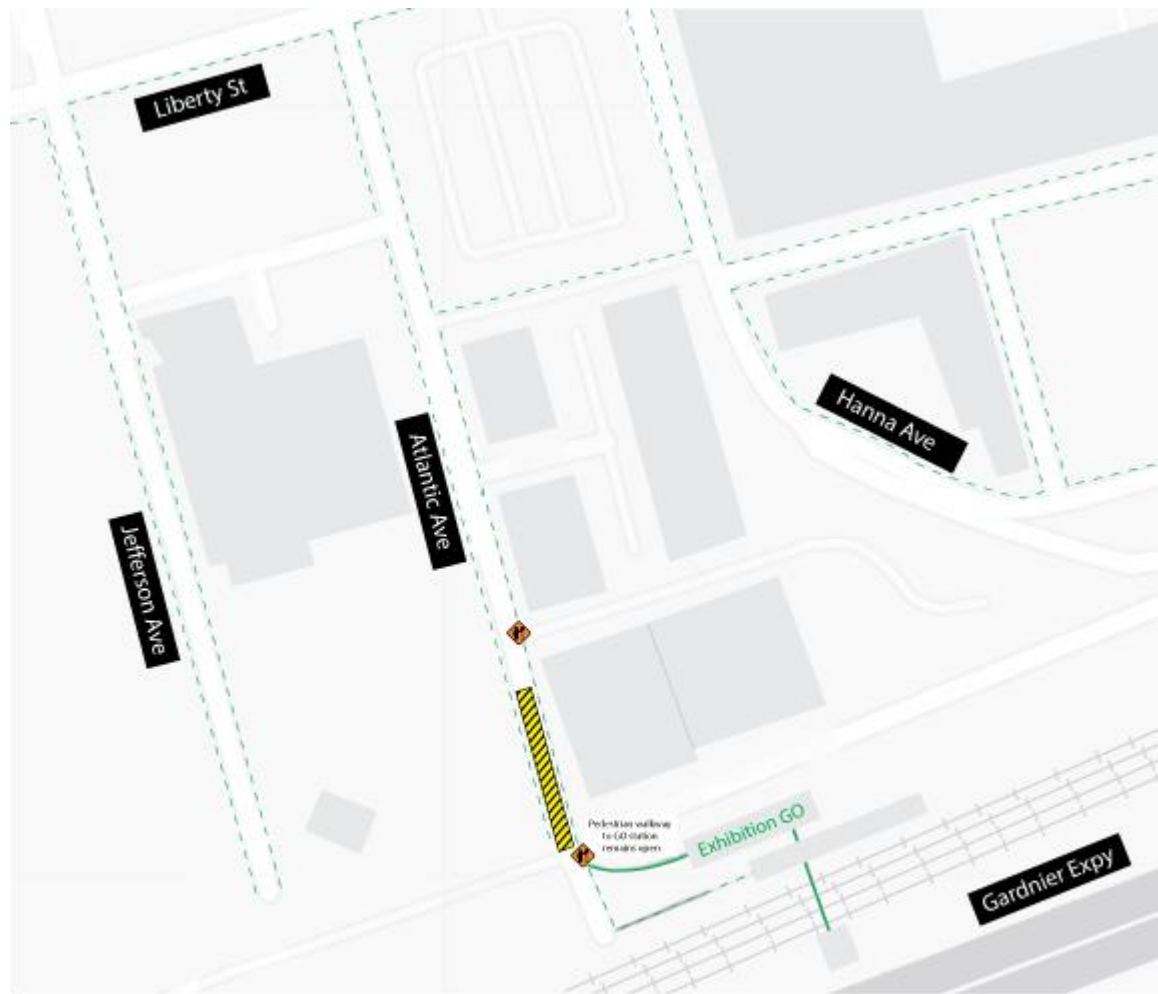 Liberty St
Hanna Ave
Atlantic Ave
Jefferson Ave
Pedestrian walkway
to GO station
remains open
Exhibition GO
Gardnier Expy